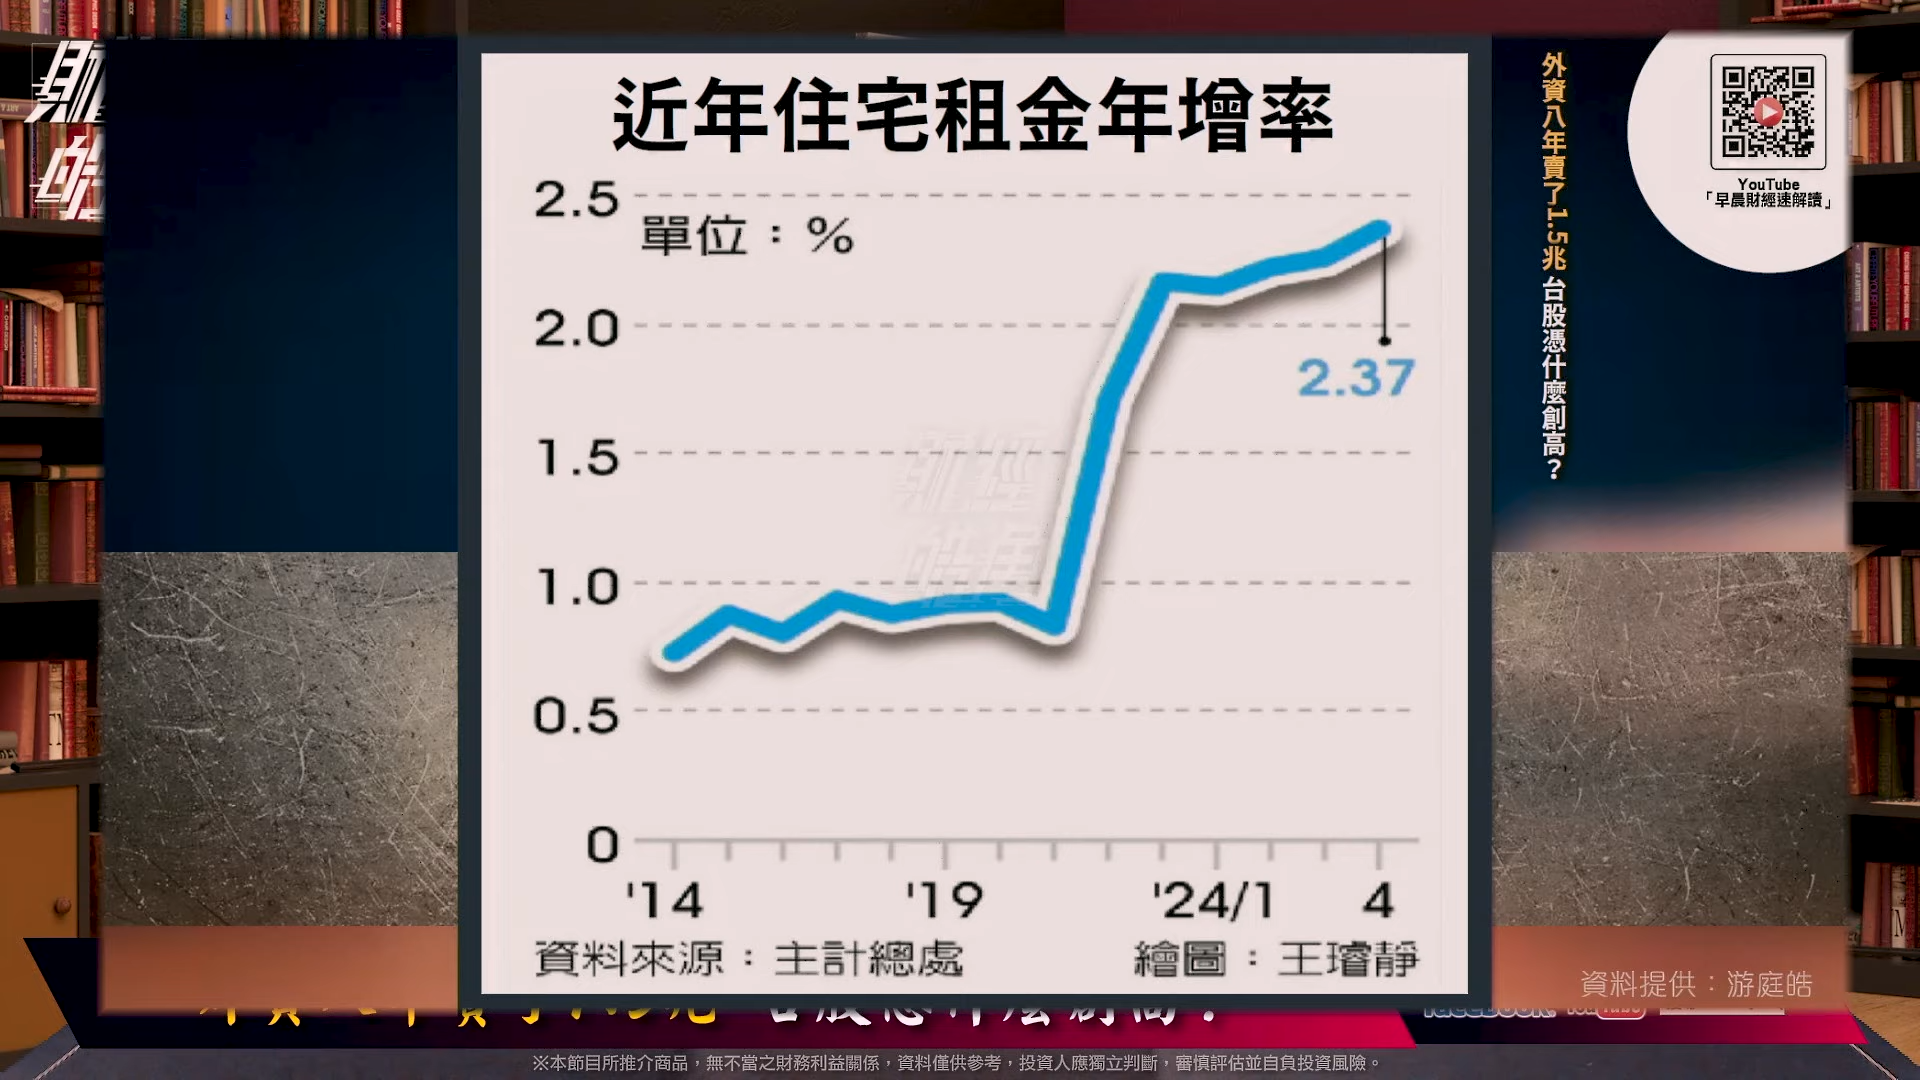 近年住宅租金年增率
單位：%
2.5
2.0
1.5
1.0
0.5
0
2.37
'14
'19
'24/1
4
資料來源：主計總處
繪圖：王璿靜
外資八年賣了1.5兆 台股憑什麼創高？
YouTube
「早晨財經速解讀」
資料提供：游庭皓
※本節目所推介商品，無不當之財務利益關係，資料僅供參考，投資人應獨立判斷，審慎評估並自負投資風險。